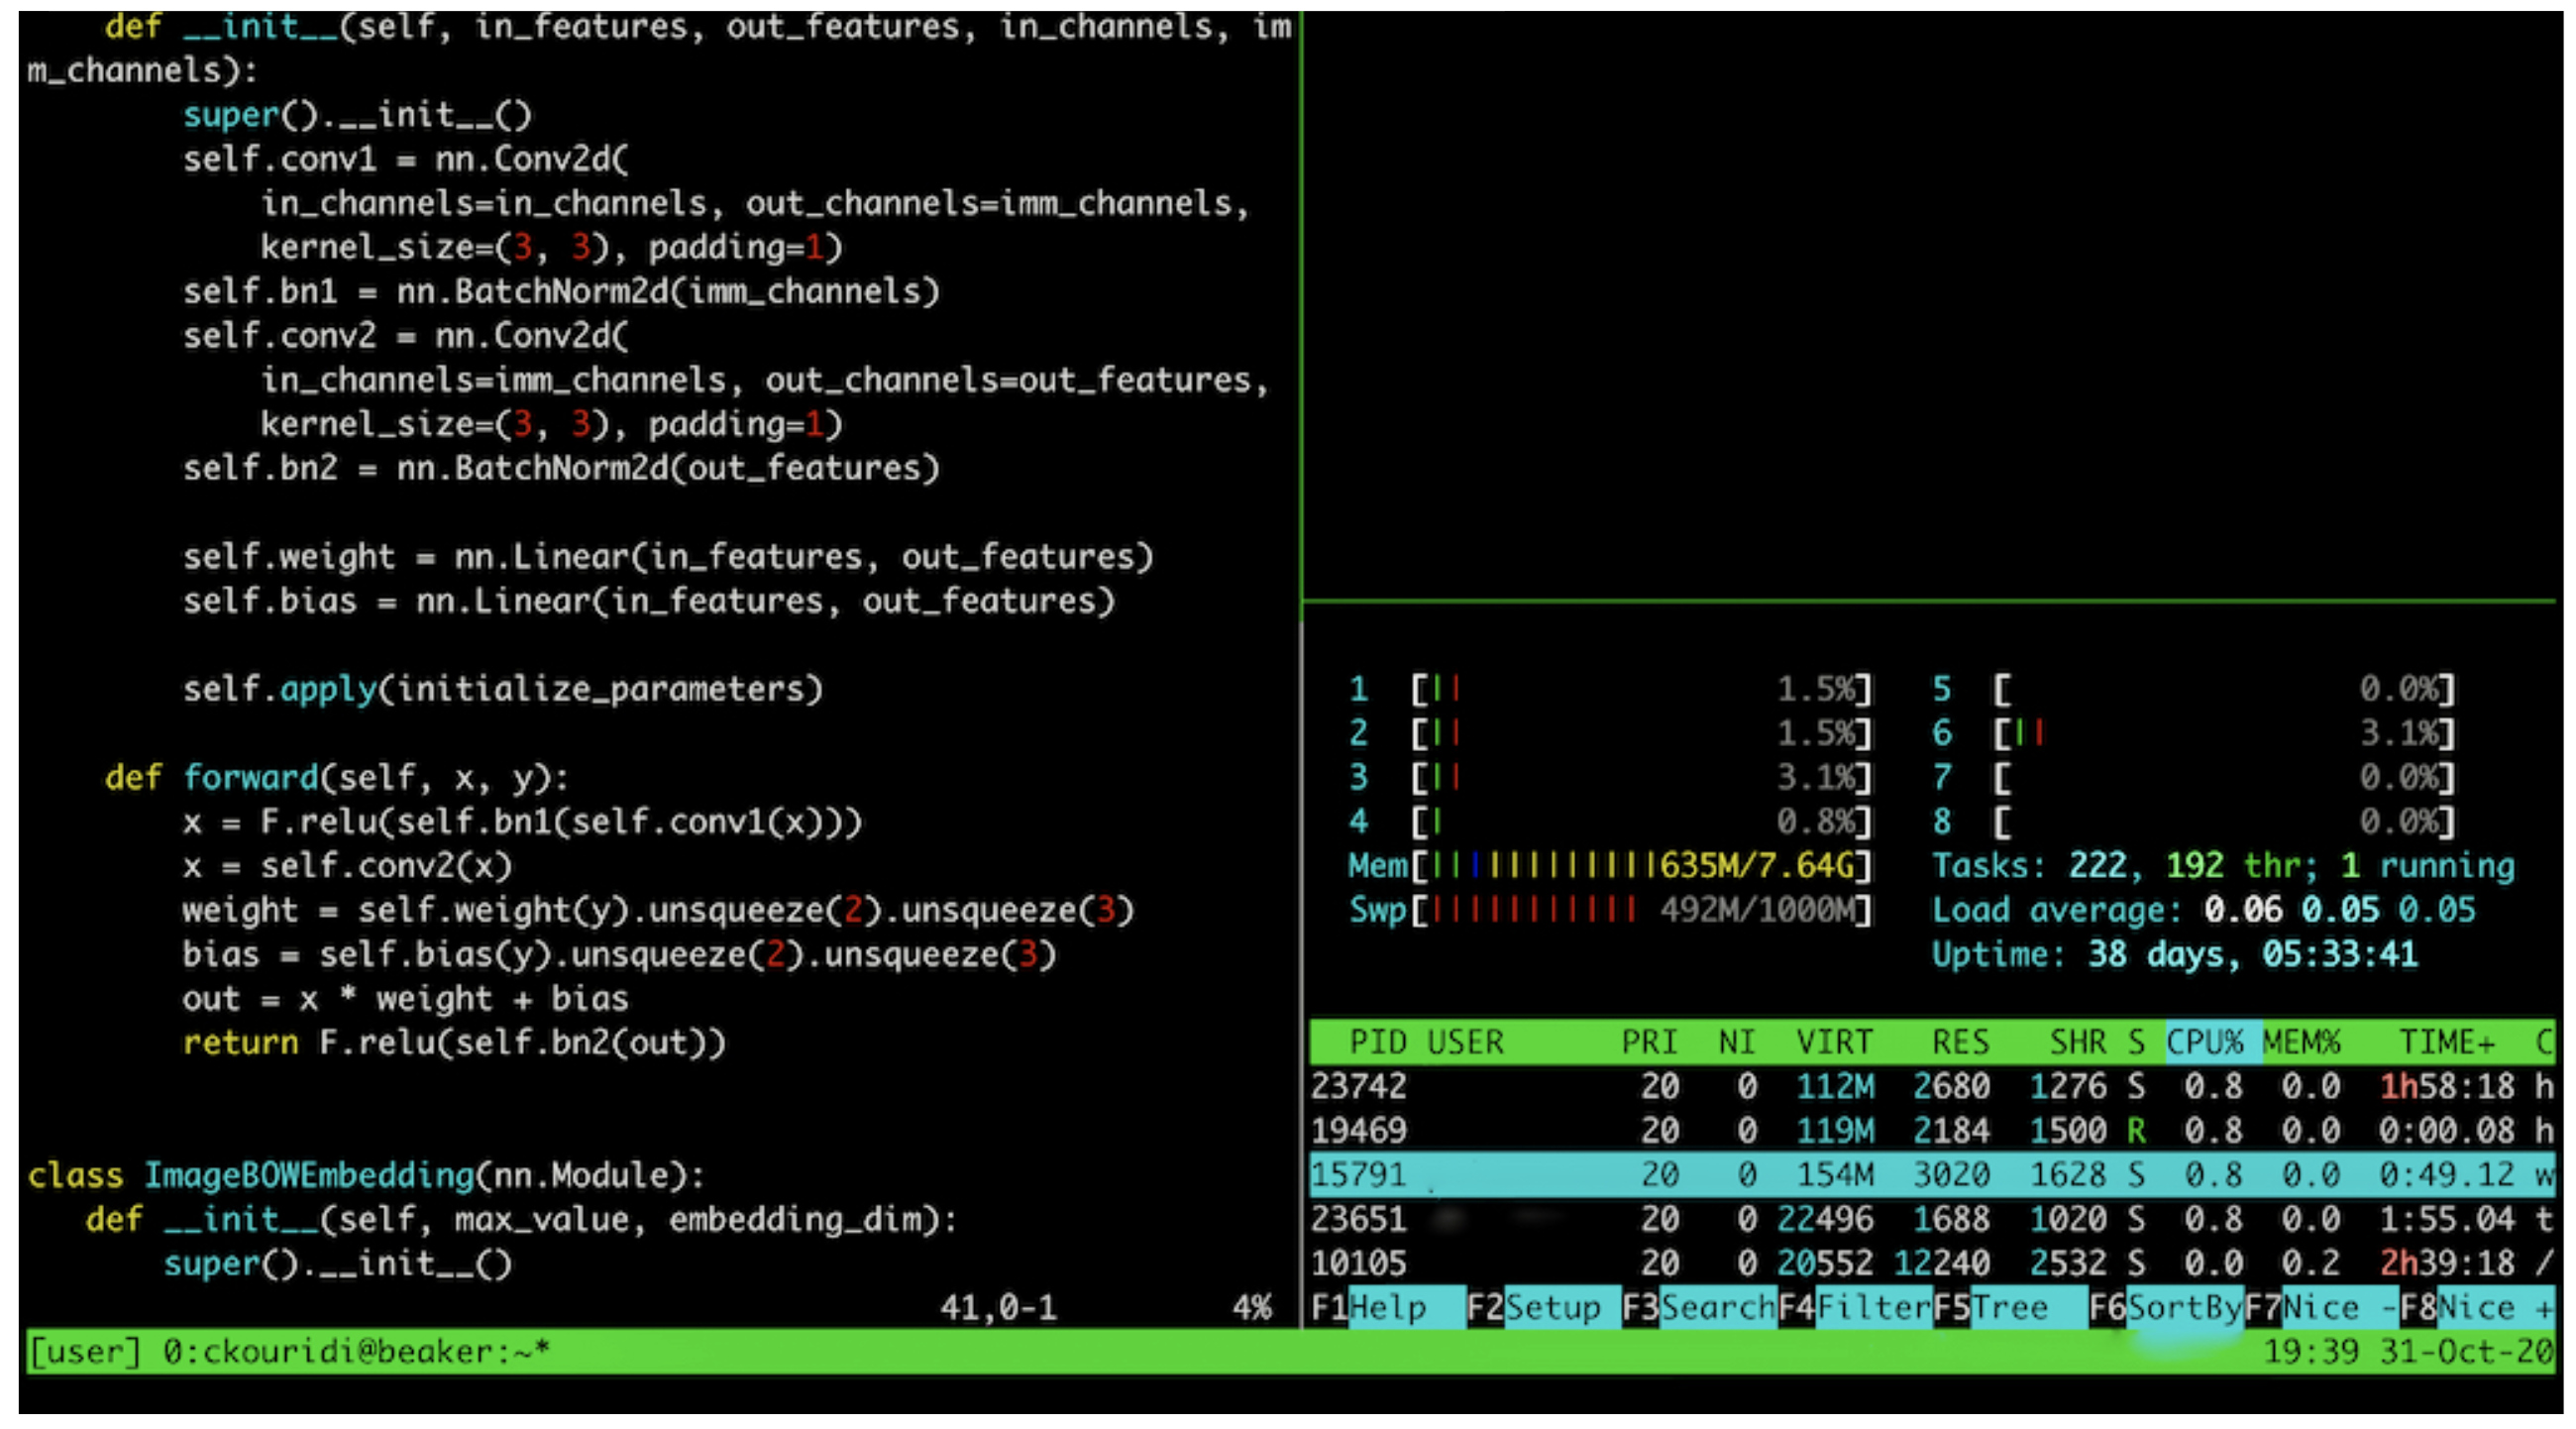 def __init__(self, in_features, out_features, in_channels, im
m_channels):
super().__init__()
self.conv1 = nn.Conv2d(
in_channels=in_channels, out_channels=imm_channels,
kernel_size=(3, 3), padding=1)
self.bn1 = nn.BatchNorm2d(imm_channels)
self.conv2 = nn.Conv2d(
in_channels=imm_channels, out_channels=out_features,
kernel_size=(3, 3), padding=1)
self.bn2 = nn.BatchNorm2d(out_features)
self.weight = nn.Linear(in_features, out_features)
self.bias = nn.Linear(in_features, out_features)
self.apply(initialize_parameters)
def forward(self, x, y):
x = F.relu(self.bn1(self.conv1(x)))
x = self.conv2(x)
weight = self.weight(y).unsqueeze(2).unsqueeze(3)
bias = self.bias(y).unsqueeze(2).unsqueeze(3)
out = x * weight + bias
return F.relu(self.bn2(out))
class ImageBOWEmbedding(nn.Module):
def __init__(self, max_value, embedding_dim):
super().__init__()
41,0-1 4%
1 [|| 1.5%] 5 [ 0.0%]
2 [|| 1.5%] 6 [|| 3.1%]
3 [|| 3.1%] 7 [ 0.0%]
4 [| 0.8%] 8 [ 0.0%]
Mem[||||||||||||635M/7.64G] Tasks: 222, 192 thr; 1 running
Swp[||||||||||| 492M/1000M] Load average: 0.06 0.05 0.05
Uptime: 38 days, 05:33:41
PID USER PRI NI VIRT RES SHR S CPU% MEM% TIME+ C
23742 20 0 112M 2680 1276 S 0.8 0.0 1h58:18 h
19469 20 0 119M 2184 1500 R 0.8 0.0 0:00.08 h
15791 20 0 154M 3020 1628 S 0.8 0.0 0:49.12 w
23651 20 0 22496 1688 1020 S 0.8 0.0 1:55.04 t
10105 20 0 20552 12240 2532 S 0.0 0.2 2h39:18 /
F1Help F2Setup F3SearchF4FilterF5Tree F6SortByF7Nice -F8Nice +
[user] 0:ckouridi@beaker:~* 19:39 31-Oct-20